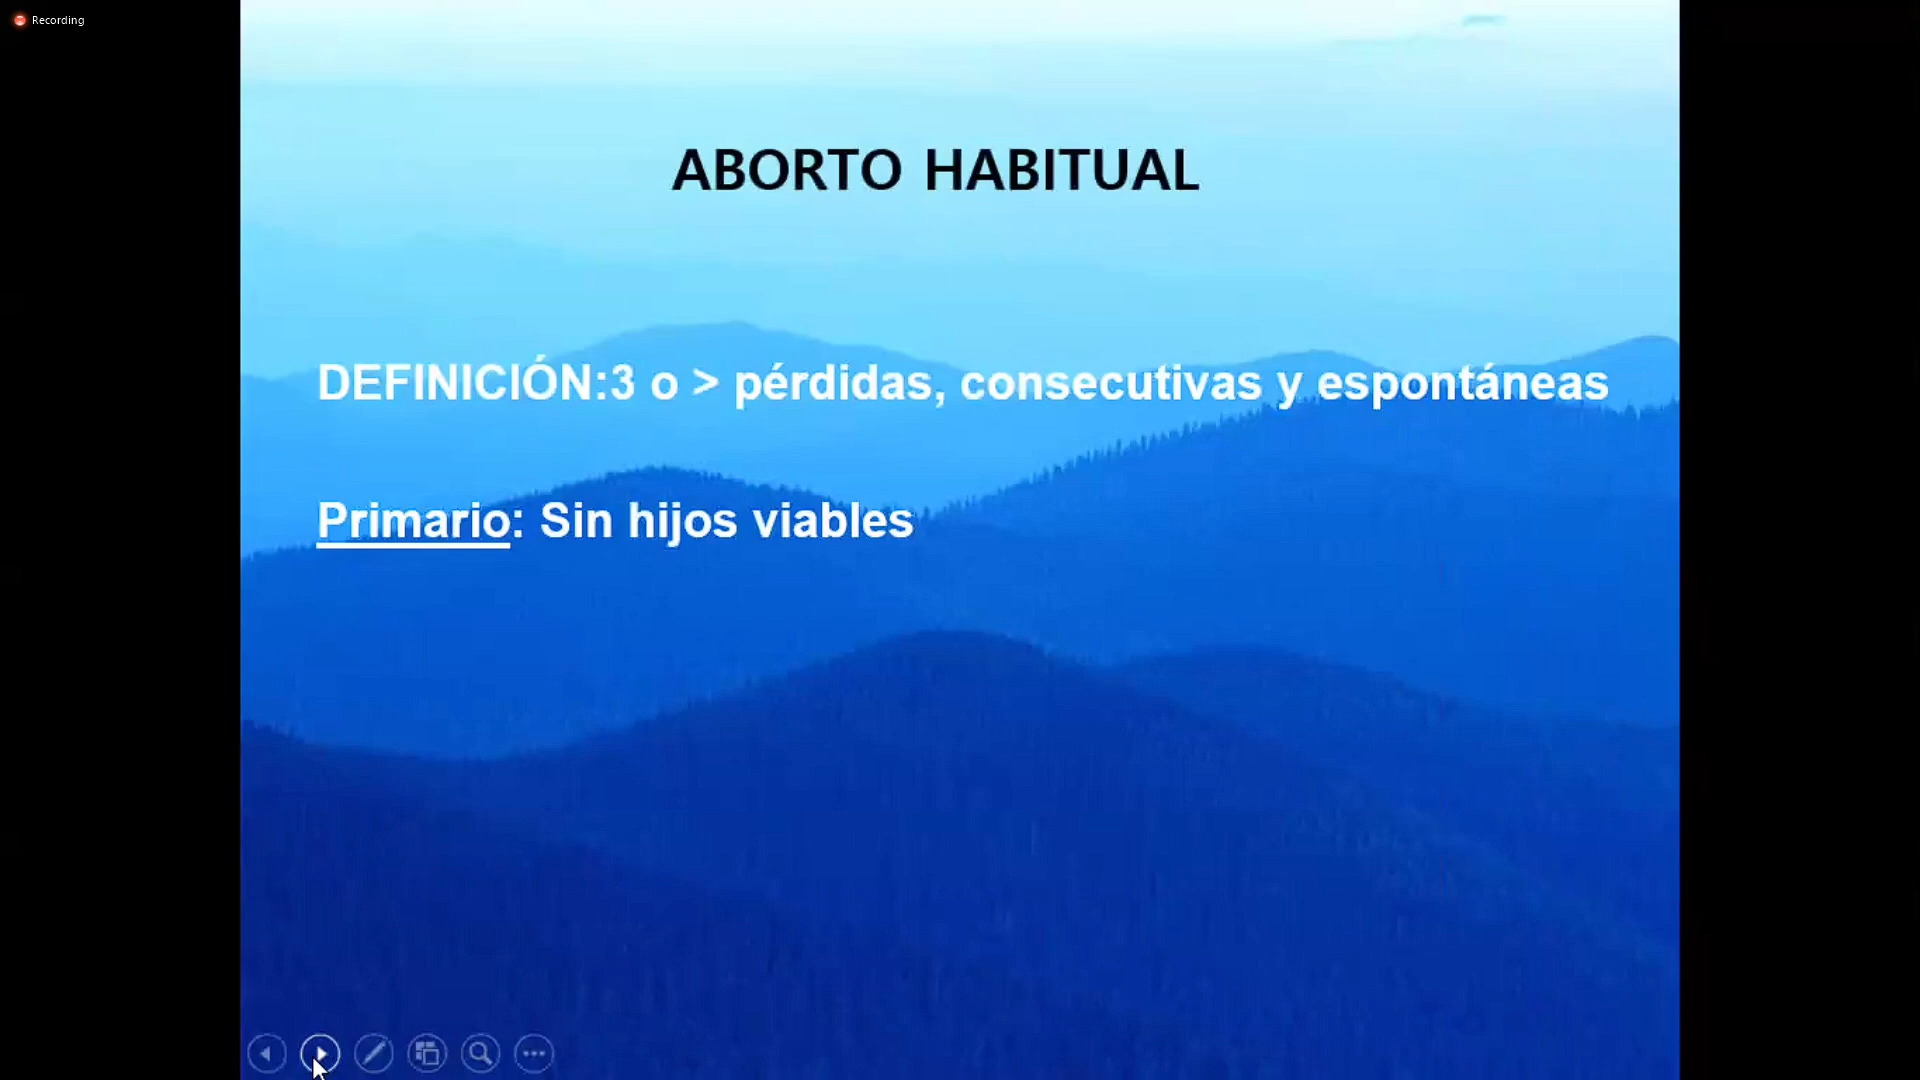 Recording
ABORTO HABITUAL
DEFINICIÓN:3 o > pérdidas, consecutivas y espontáneas
Primario: Sin hijos viables